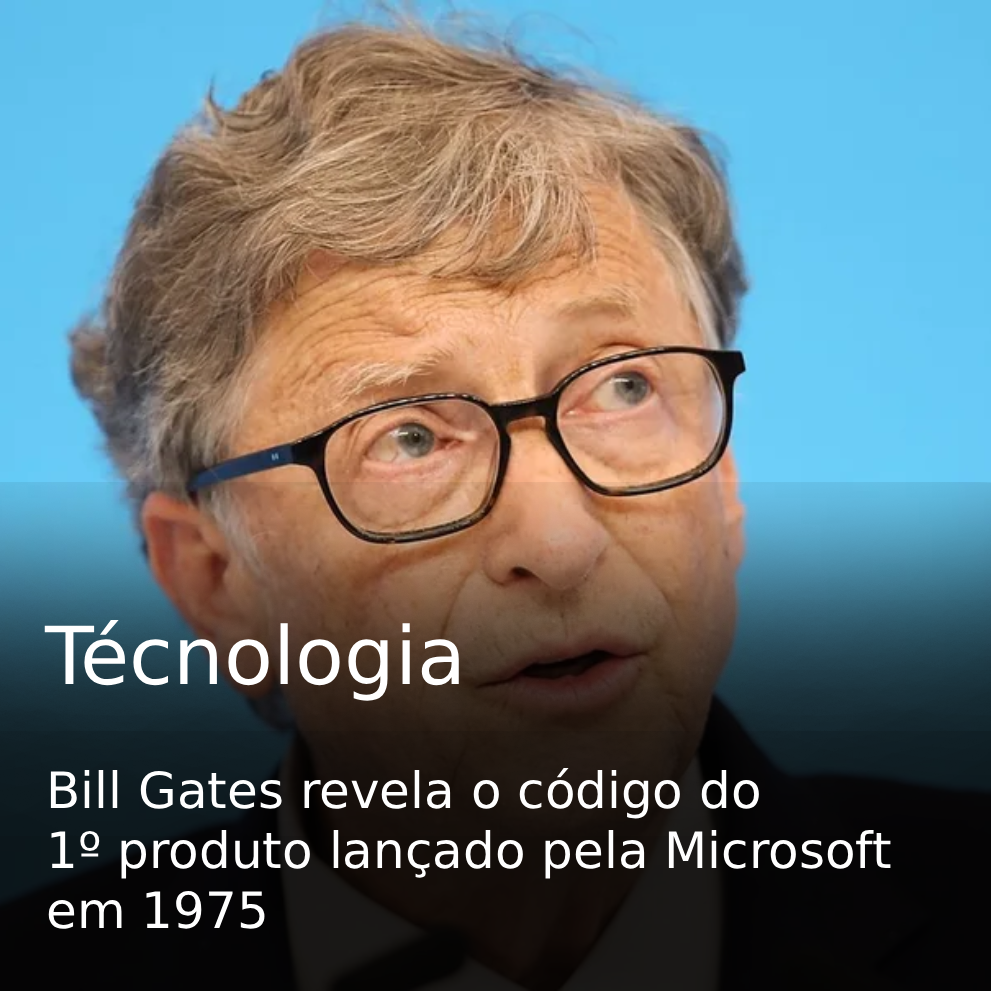 Técnologia
Bill Gates revela o código do
1º produto lançado pela Microsoft
em 1975